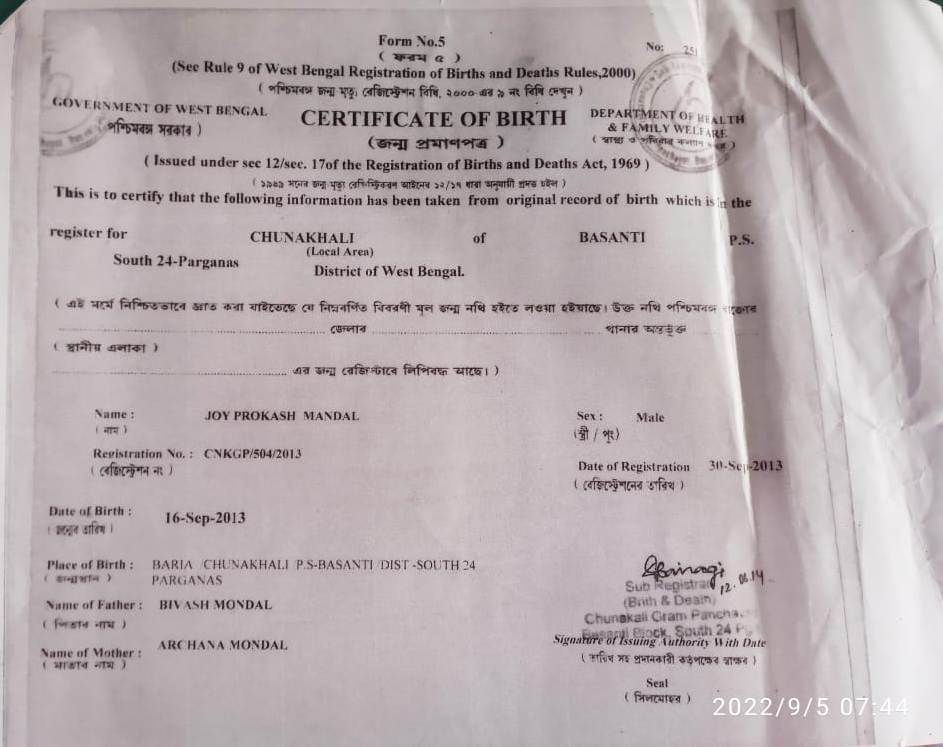 Form No.5
( ফরম ৫ )
No: 251
(See Rule 9 of West Bengal Registration of Births and Deaths Rules,2000)
( পশ্চিমবঙ্গ জন্ম মৃত্যু রেজিস্ট্রেশন বিধি, ২০০০ এর ৯ নং বিধি দেখুন )
GOVERNMENT OF WEST BENGAL
( পশ্চিমবঙ্গ সরকার )
CERTIFICATE OF BIRTH
( জন্ম প্রমাণপত্র )
DEPARTMENT OF HEALTH
& FAMILY WELFARE
( স্বাস্থ্য ও পরিবার কল্যাণ )
( Issued under sec 12/sec. 17of the Registration of Births and Deaths Act, 1969 )
( ১৯৬৯ সনের জন্ম-মৃত্যু রেজিস্ট্রিকরণ আইনের ১২/১৭ ধারা অনুযায়ী প্রদত্ত হইল )
This is to certify that the following information has been taken from original record of birth which is in the
register for CHUNAKHALI of BASANTI P.S.
(Local Area)
South 24-Parganas District of West Bengal.
( এই মর্মে নিশ্চিতভাবে জ্ঞাত করা যাইতেছে যে নিম্নবর্ণিত বিবরণী মূল জন্ম নথি হইতে লওয়া হইয়াছে। উক্ত নথি পশ্চিমবঙ্গ রাজ্যের
জেলার থানার অন্তর্ভুক্ত
( স্থানীয় এলাকা )
এর জন্ম রেজিস্টারে লিপিবদ্ধ আছে। )
Name : JOY PROKASH MANDAL
( নাম )
Sex : Male
(স্ত্রী / পুং)
Registration No. : CNKGP/504/2013
( রেজিস্ট্রেশন নং )
Date of Registration 30-Sep-2013
( রেজিস্ট্রেশনের তারিখ )
Date of Birth : 16-Sep-2013
( জন্মের তারিখ )
Place of Birth : BARIA /CHUNAKHALI P.S-BASANTI /DIST -SOUTH 24
( জন্মস্থান ) PARGANAS
Name of Father : BIVASH MONDAL
( পিতার নাম )
Name of Mother : ARCHANA MONDAL
( মাতার নাম )
12.06.14
Sub Registrar
(Birth & Death)
Chunakali Gram Pancha
Basanti Block, South 24 P
Signature of Issuing Authority With Date
( তারিখ সহ প্রদানকারী কর্তৃপক্ষের স্বাক্ষর )
Seal
( সিলমোহর )
2022/9/5 07:44